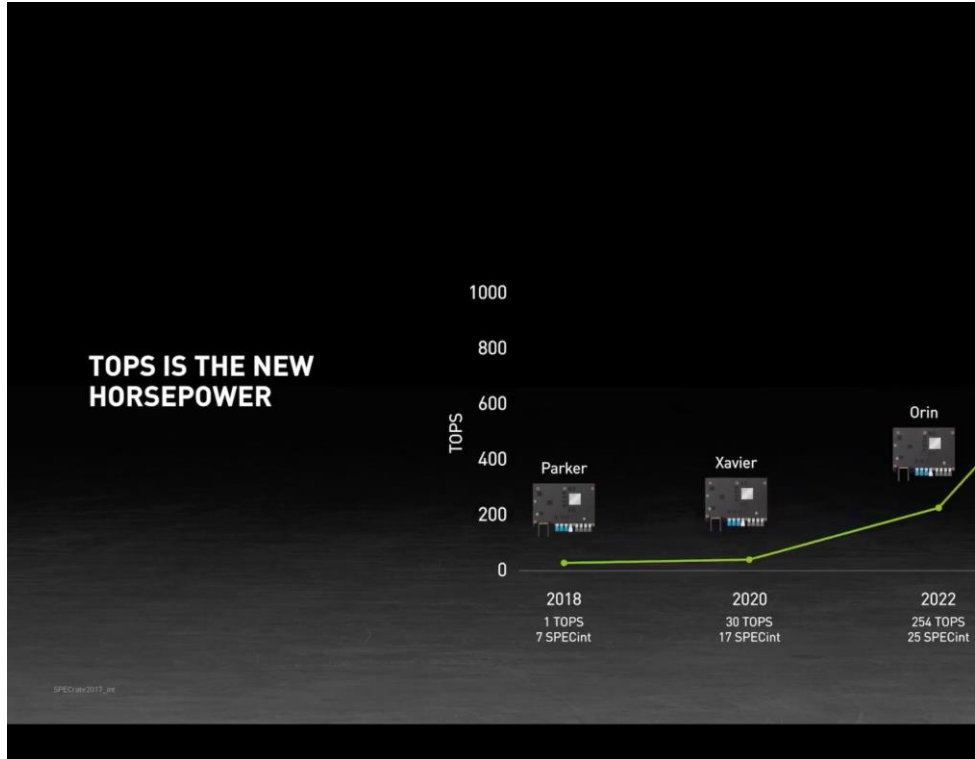 TOPS IS THE NEW
HORSEPOWER
TOPS
1000
800
600
400
200
0
Parker
Xavier
Orin
2018
1 TOPS
7 SPECint
2020
30 TOPS
17 SPECint
2022
254 TOPS
25 SPECint
SPECrate2017_int